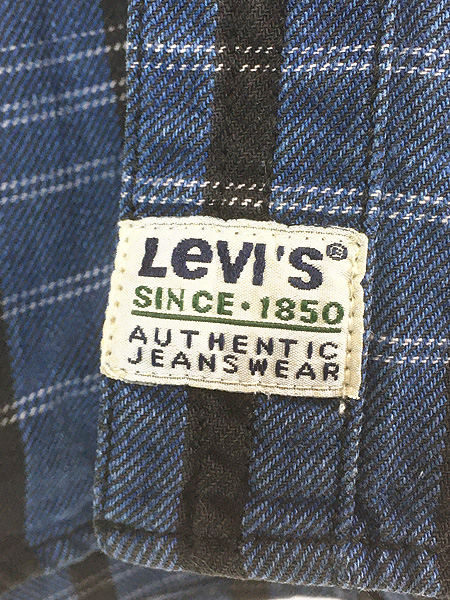 LEVI'S®
SINCE · 1850
AUTHENTIC
JEANSWEAR